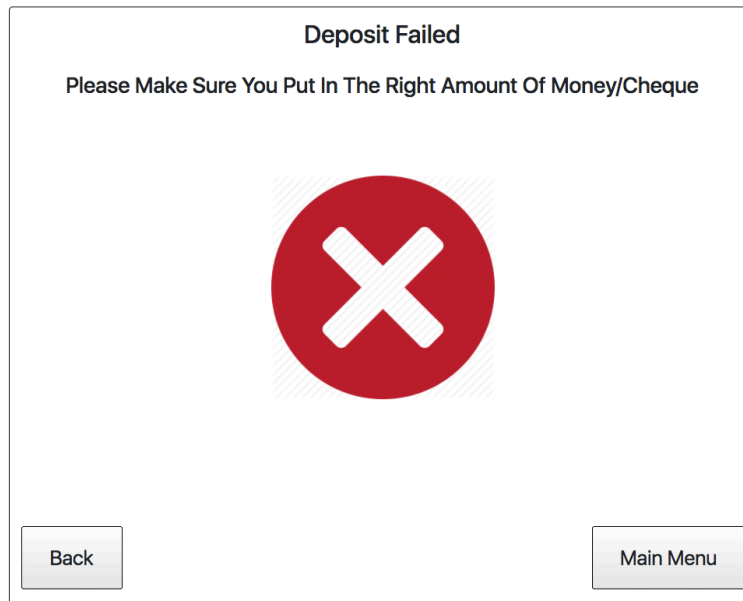 Deposit Failed
Please Make Sure You Put In The Right Amount Of Money/Cheque
Back
Main Menu